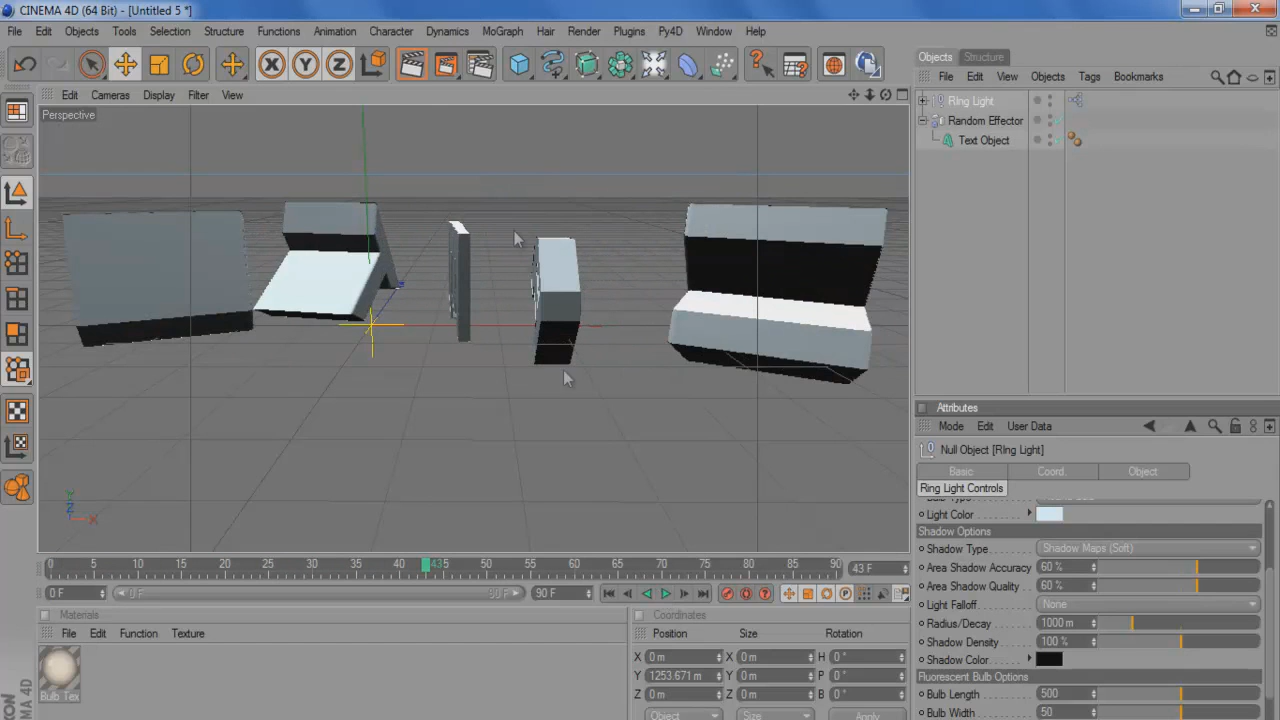 CINEMA 4D (64 Bit) - [Untitled 5 *]
File Edit Objects Tools Selection Structure Functions Animation Character Dynamics MoGraph Hair Render Plugins Py4D Window Help
Objects Structure
File Edit View Objects Tags Bookmarks
Edit Cameras Display Filter View
Perspective
RIng Light
Random Effector
Text Object
Attributes
Mode Edit User Data
Null Object [RIng Light]
Basic Coord. Object
Ring Light Controls
Light Color
Shadow Options
Shadow Type Shadow Maps (Soft)
Area Shadow Accuracy 60 %
Area Shadow Quality 60 %
Light Falloff None
Radius/Decay 1000 m
Shadow Density 100 %
Shadow Color
Fluorescent Bulb Options
Bulb Length 500
Bulb Width 50
0 5 10 15 20 25 30 35 40 435 50 55 60 65 70 75 80 85 90 43 F
0 F 0 F 90 F 90 F
Materials
File Edit Function Texture
Bulb Tex
Coordinates
Position Size Rotation
X 0 m X 0 m H 0 °
Y 1253.671 m Y 0 m P 0 °
Z 0 m Z 0 m B 0 °
Object Size Apply